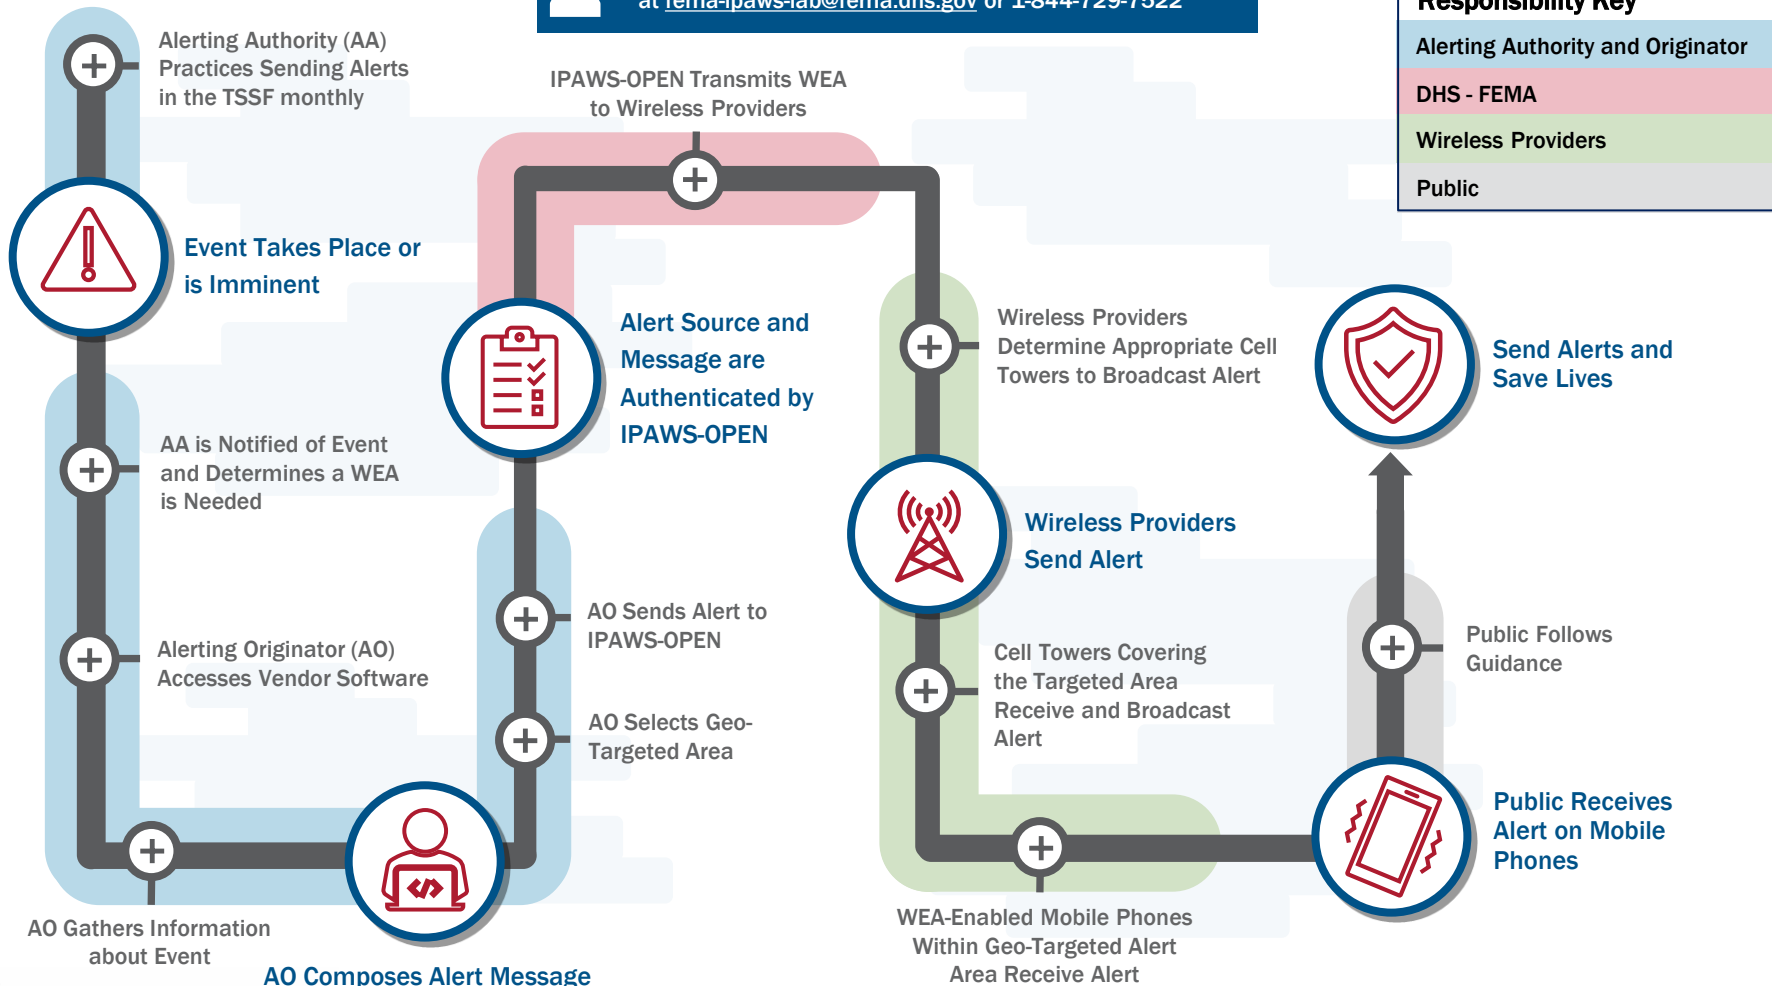 at fema-ipaws-lab@fema.dhs.gov or 1-844-729-7522
Responsibility Key
Alerting Authority and Originator
DHS - FEMA
Wireless Providers
Public
Alerting Authority (AA)
Practices Sending Alerts
in the TSSF monthly
Event Takes Place or
is Imminent
AA is Notified of Event
and Determines a WEA
is Needed
Alerting Originator (AO)
Accesses Vendor Software
AO Gathers Information
about Event
AO Composes Alert Message
AO Selects Geo-
Targeted Area
AO Sends Alert to
IPAWS-OPEN
Alert Source and
Message are
Authenticated by
IPAWS-OPEN
IPAWS-OPEN Transmits WEA
to Wireless Providers
Wireless Providers
Determine Appropriate Cell
Towers to Broadcast Alert
Wireless Providers
Send Alert
Cell Towers Covering
the Targeted Area
Receive and Broadcast
Alert
WEA-Enabled Mobile Phones
Within Geo-Targeted Alert
Area Receive Alert
Public Receives
Alert on Mobile
Phones
Public Follows
Guidance
Send Alerts and
Save Lives